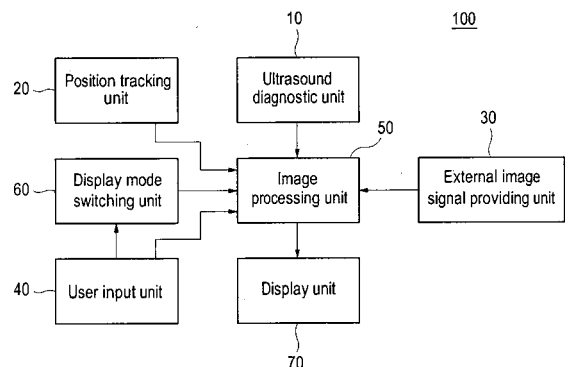 10
100
20
Position tracking
unit
Ultrasound
diagnostic unit
50
30
60
Display mode
switching unit
Image
processing unit
External image
signal providing unit
40
User input unit
Display unit
70